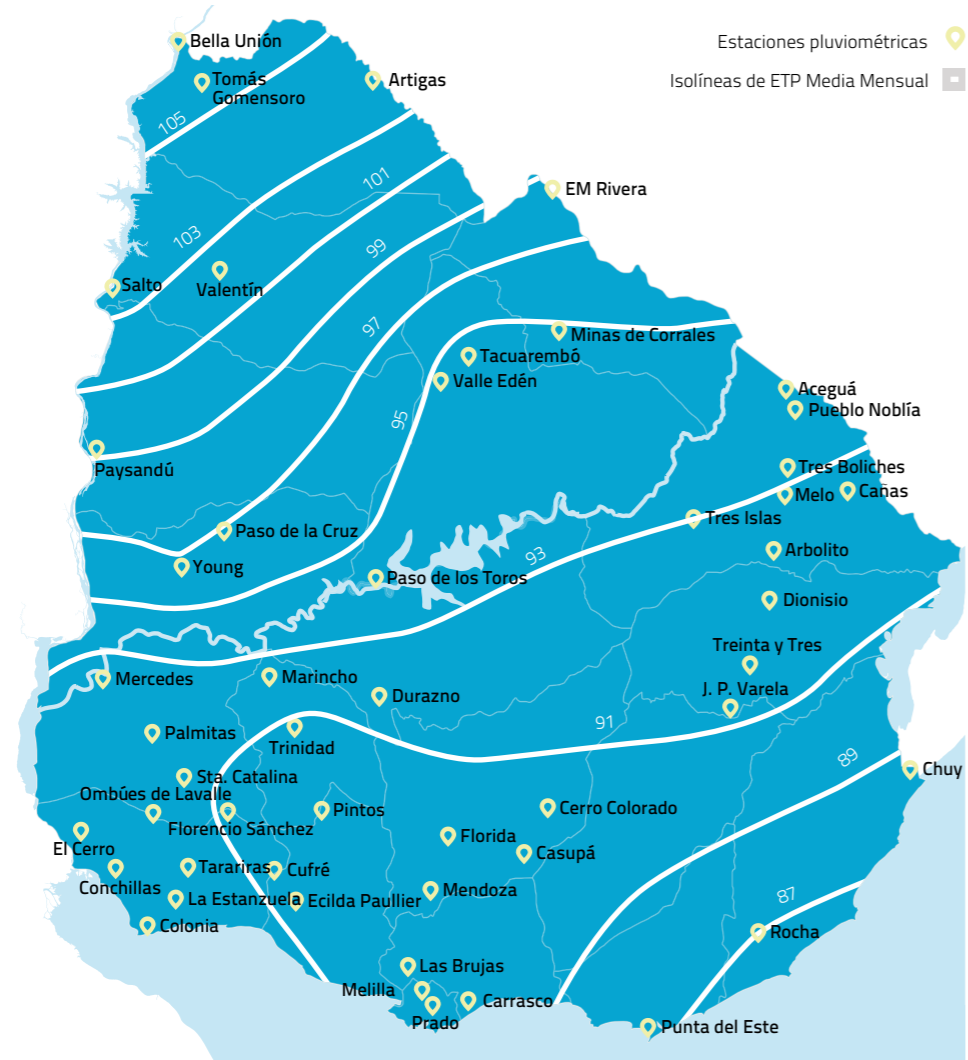 Bella Unión
Estaciones pluviométricas
Tomás
Gomensoro
Artigas
Isolíneas de ETP Media Mensual
105
101
EM Rivera
103
99
Salto
Valentín
97
Minas de Corrales
Tacuarembó
Valle Edén
Aceguá
Pueblo Noblía
95
Paysandú
Tres Boliches
Melo
Cañas
Tres Islas
Paso de la Cruz
93
Arbolito
Young
Paso de los Toros
Dionisio
Treinta y Tres
Mercedes
Marincho
J. P. Varela
Durazno
91
Palmitas
Trinidad
89
Chuy
Sta. Catalina
Ombúes de Lavalle
Pintos
Cerro Colorado
Florencio Sánchez
Florida
El Cerro
Casupá
Tarariras
Cufré
Conchillas
Mendoza
87
La Estanzuela
Ecilda Paullier
Colonia
Rocha
Las Brujas
Melilla
Carrasco
Prado
Punta del Este